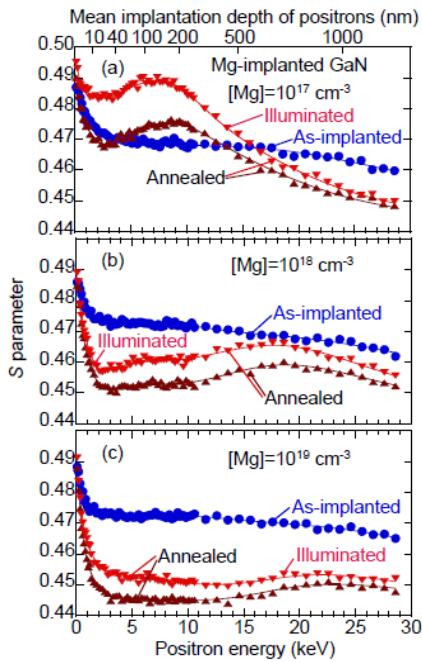 Mean implantation depth of positrons (nm)
10 40 100 200 500 1000
0.50
(a) Mg-implanted GaN
0.49
[Mg]=10¹⁷ cm⁻³
0.48
Illuminated
As-implanted
0.47
0.46
Annealed
0.45
0.44
(b) [Mg]=10¹⁸ cm⁻³
0.49
0.48
As-implanted
0.47
Illuminated
0.46
0.45
Annealed
0.44
S parameter
(c) [Mg]=10¹⁹ cm⁻³
0.49
0.48
As-implanted
0.47
0.46
Annealed Illuminated
0.45
0.44
0 5 10 15 20 25 30
Positron energy (keV)